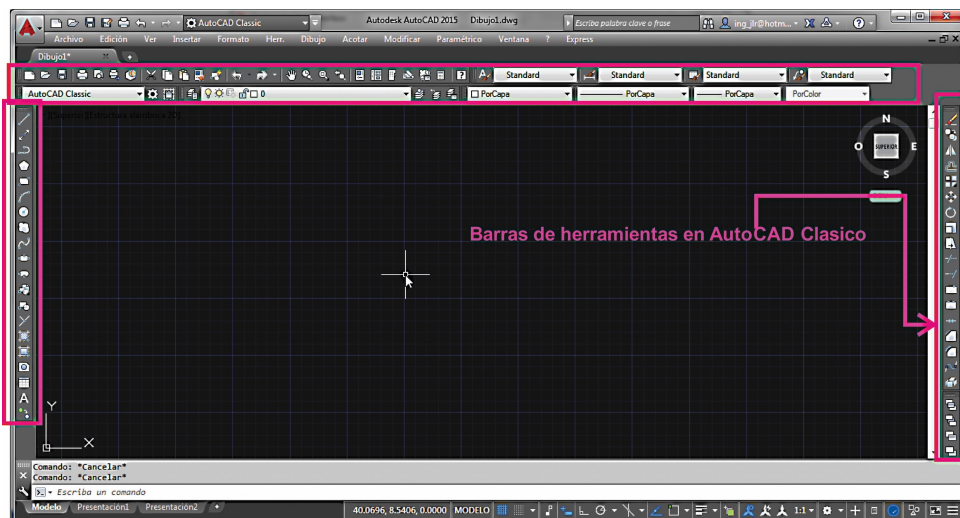 AutoCAD Classic Autodesk AutoCAD 2015 Dibujo1.dwg Escriba palabra clave o frase ing_jlr@hotm...
Archivo Edición Ver Insertar Formato Herr. Dibujo Acotar Modificar Paramétrico Ventana ? Express
Dibujo1*
Standard Standard Standard Standard
AutoCAD Classic 0 PorCapa PorCapa PorCapa PorColor
N
O SUPERIOR E
S
Barras de herramientas en AutoCAD Clasico
A
Y
X
Comando: *Cancelar*
Comando: *Cancelar*
Escriba un comando
Modelo Presentación1 Presentación2 + 40.0696, 8.5406, 0.0000 MODELO 1:1